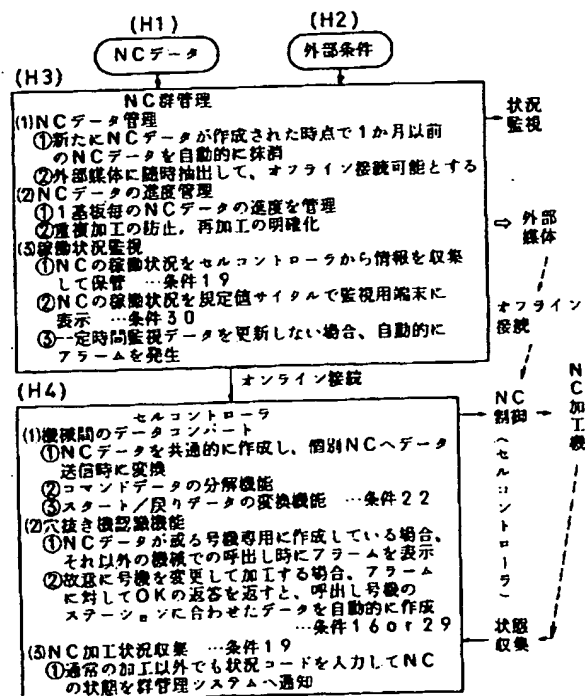 (H1)
(H2)
NCデータ
外部条件
(H3)
NC群管理
(1)NCデータ管理
①新たにNCデータが作成された時点で1か月以前
のNCデータを自動的に抹消
②外部媒体に随時抽出して、オフライン接続可能とする
(2)NCデータの進度管理
①1基板毎のNCデータの進度を管理
②重複加工の防止，再加工の明確化
(3)稼働状況監視
①NCの稼働状況をセルコントローラから情報を収集
して保管 …条件19
②NCの稼働状況を規定値サイクルで監視用端末に
表示 …条件30
③一定時間監視データを更新しない場合、自動的に
アラームを発生
状況
監視
外部
媒体
オフライン
接続
オンライン接続
(H4)
セルコントローラ
(1)機械間のデータコンバート
①NCデータを共通的に作成し、個別NCへデータ
送信時に変換
②コマンドデータの分解機能
③スタート/戻りデータの変換機能 …条件22
(2)穴抜き機認識機能
①NCデータが或る号機専用に作成している場合、
それ以外の機械での呼出し時にアラームを表示
②故意に号機を変更して加工する場合、アラーム
に対してOKの返答を返すと、呼出し号機の
ステーションに合わせたデータを自動的に作成
…条件16or29
(3)NC加工状況収集 …条件19
①通常の加工以外でも状況コードを入力してNC
の状態を群管理システムへ通知
NC
制御
(セルコントローラ)
NC加工機
状態
収集